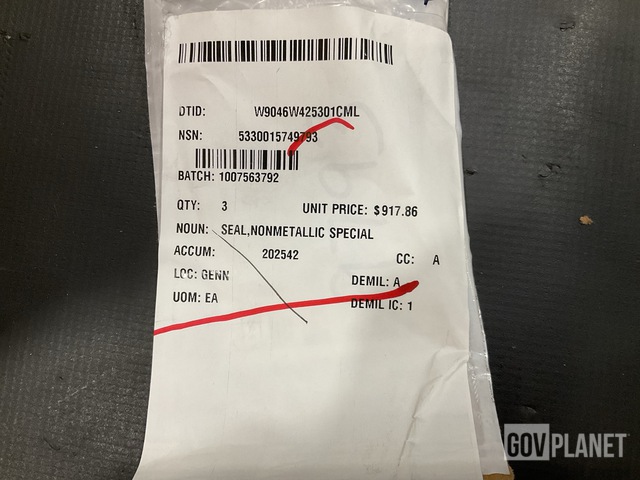 DTID: W9046W425301CML
NSN: 5330015749793
BATCH: 1007563792
QTY: 3 UNIT PRICE: $917.86
NOUN: SEAL,NONMETALLIC SPECIAL
ACCUM: 202542 CC: A
LOC: GENN DEMIL: A
UOM: EA DEMIL IC: 1
GOVPLANET